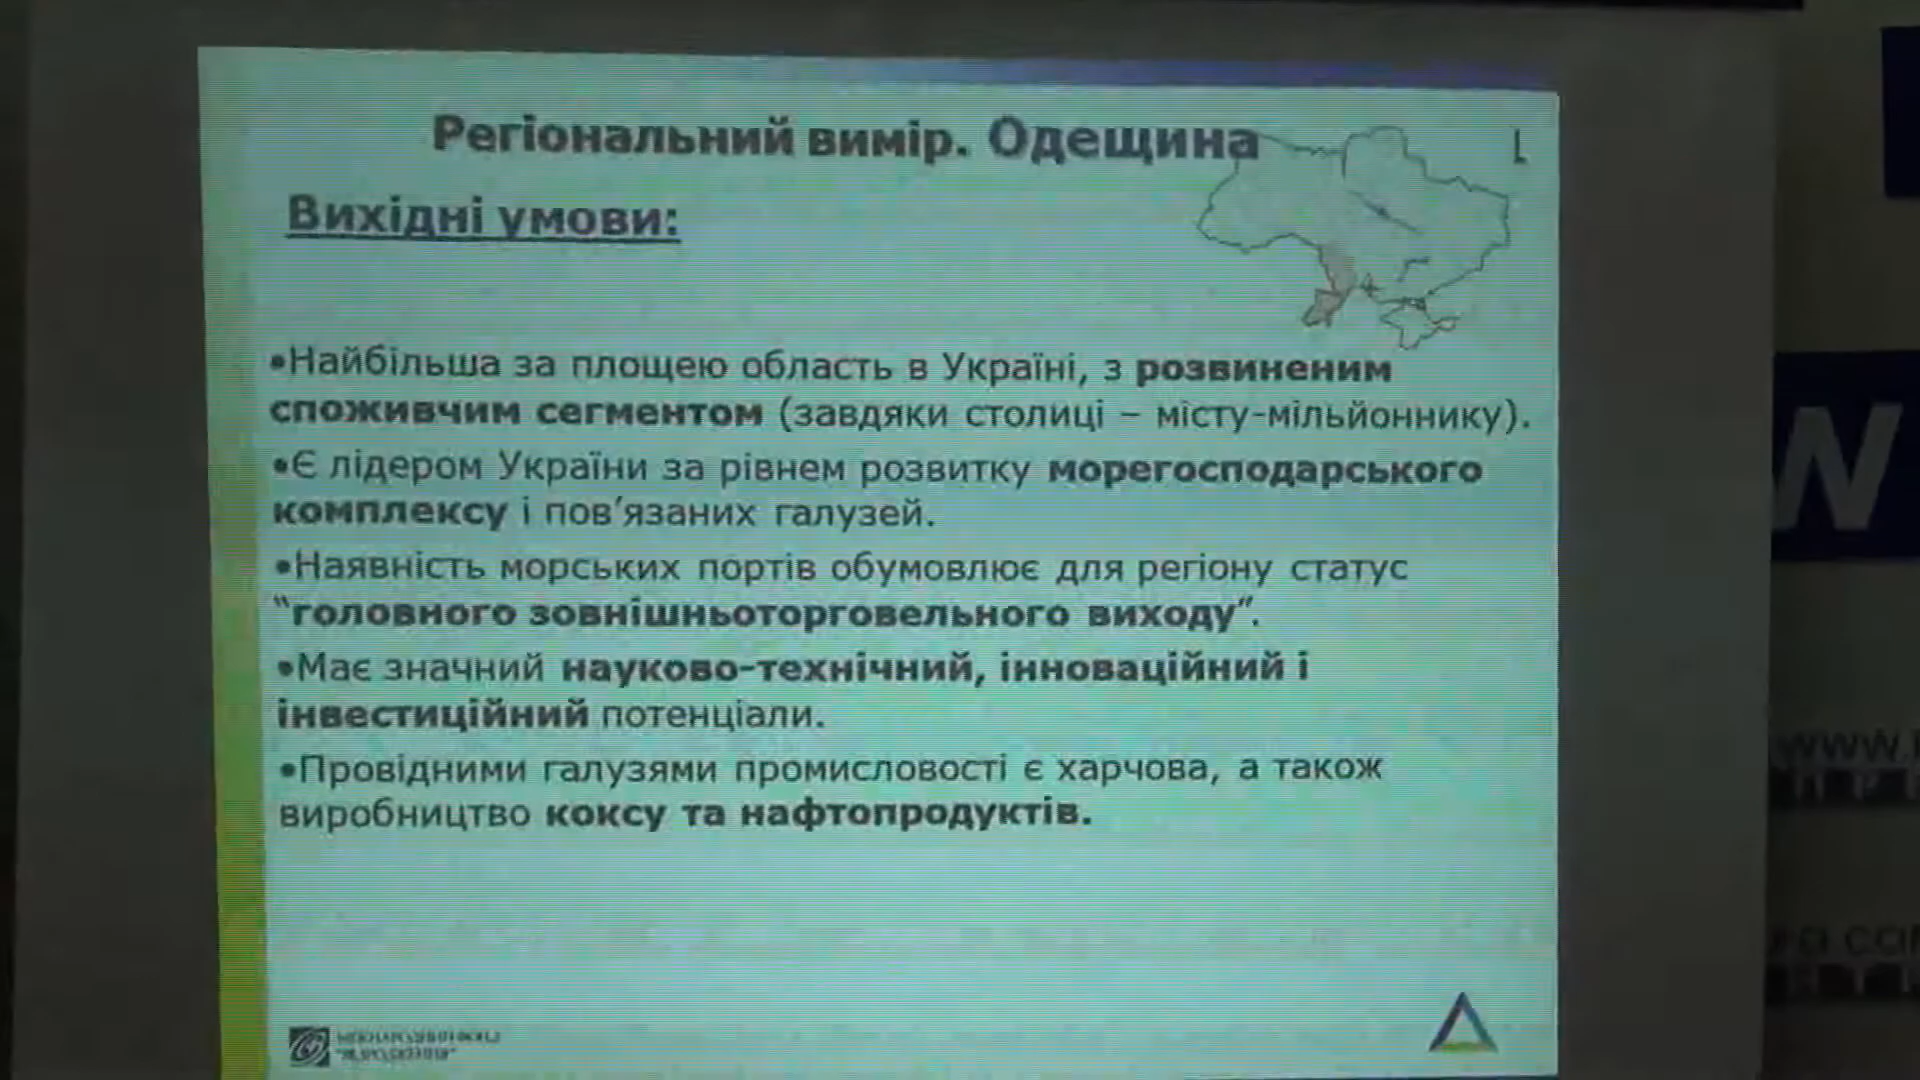 Регіональний вимір. Одещина
Вихідні умови:
•Найбільша за площею область в Україні, з розвиненим
споживчим сегментом (завдяки столиці – місту-мільйоннику).
•Є лідером України за рівнем розвитку морегосподарського
комплексу і пов’язаних галузей.
•Наявність морських портів обумовлює для регіону статус
“головного зовнішньоторговельного виходу”.
•Має значний науково-технічний, інноваційний і
інвестиційний потенціали.
•Провідними галузями промисловості є харчова, а також
виробництво коксу та нафтопродуктів.
W
www.